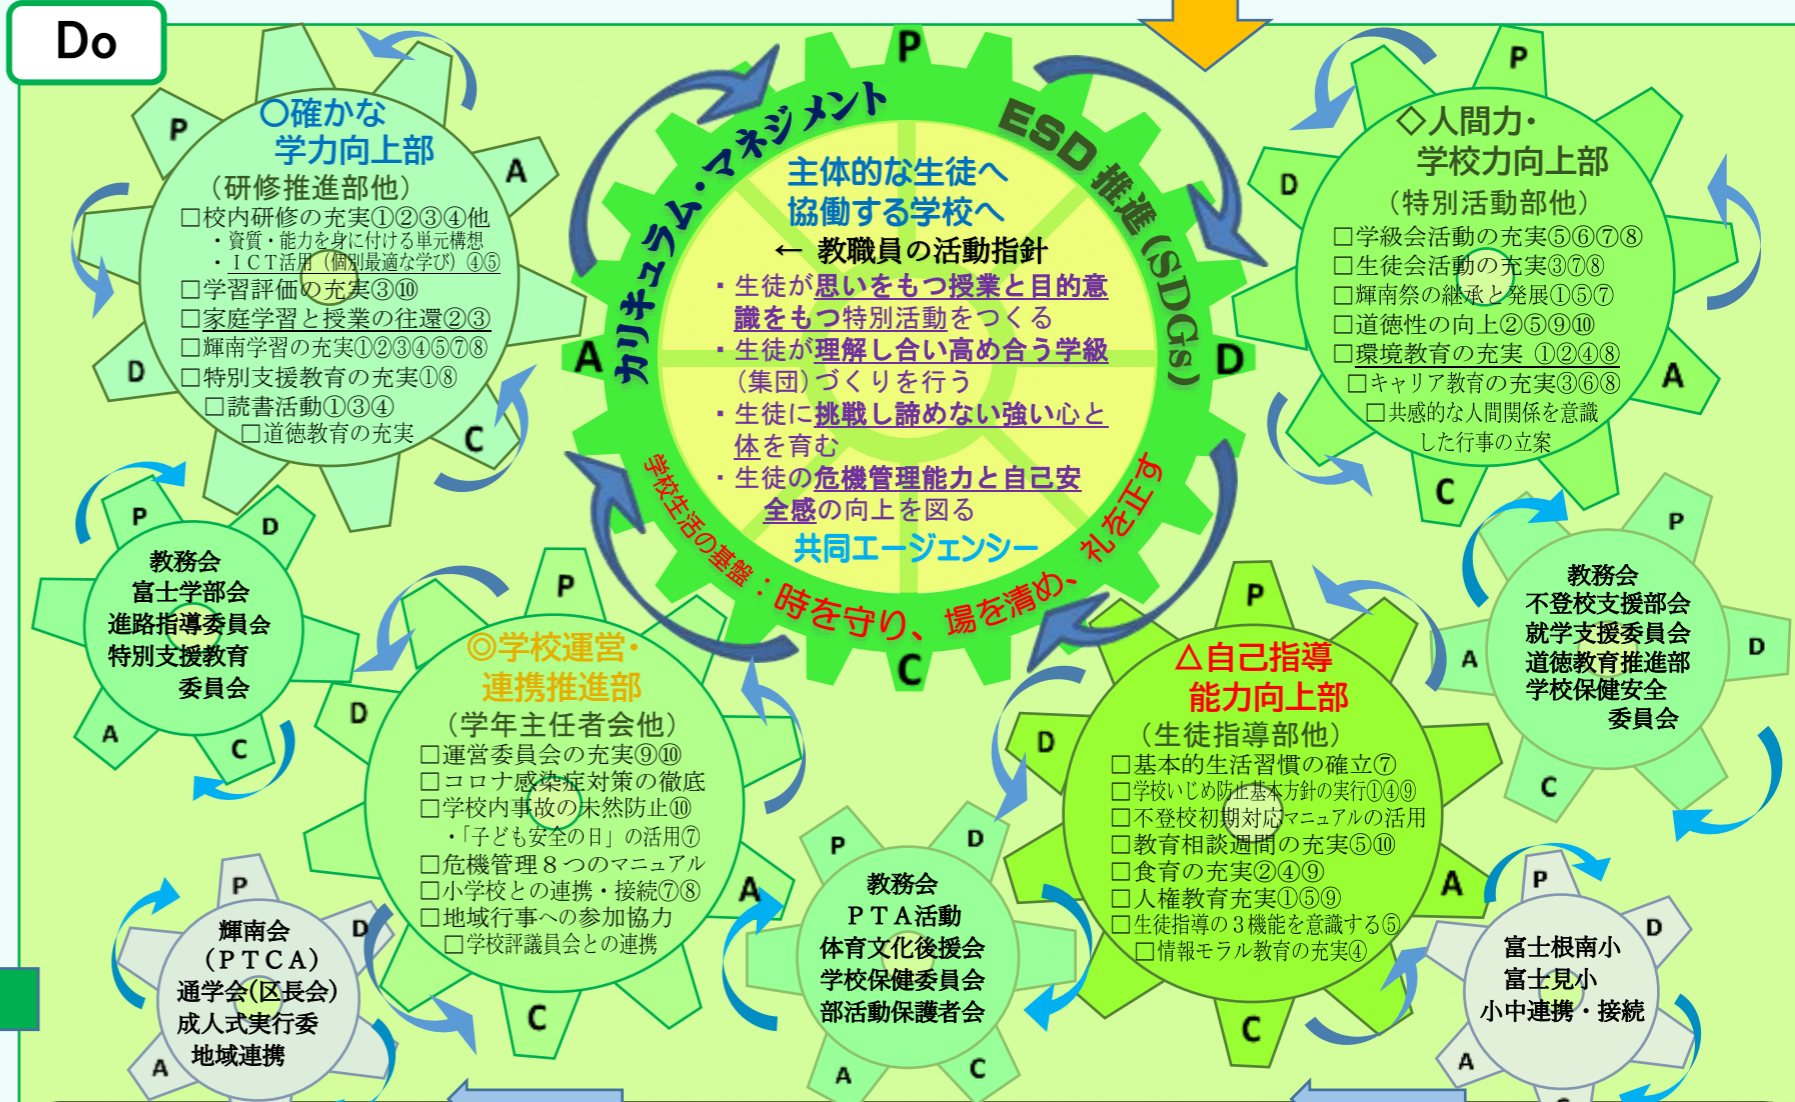 Do
P
カリキュラム・マネジメント
ESD 推進(SDGs)
主体的な生徒へ
協働する学校へ
← 教職員の活動指針
・生徒が思いをもつ授業と目的意
識をもつ特別活動をつくる
・生徒が理解し合い高め合う学級
(集団)づくりを行う
・生徒に挑戦し諦めない強い心と
体を育む
・生徒の危機管理能力と自己安
全感の向上を図る
共同エージェンシー
A
D
学校生活の基盤：時を守り、場を清め、礼を正す
C
P
A
〇確かな
学力向上部
（研修推進部他）
□校内研修の充実①②③④他
・資質・能力を身に付ける単元構想
・ＩＣＴ活用（個別最適な学び）④⑤
□学習評価の充実③⑩
□家庭学習と授業の往還②③
□輝南学習の充実①②③④⑤⑦⑧
□特別支援教育の充実①⑧
□読書活動①③④
□道徳教育の充実
D
C
P
D
◇人間力・
学校力向上部
（特別活動部他）
□学級会活動の充実⑤⑥⑦⑧
□生徒会活動の充実③⑦⑧
□輝南祭の継承と発展①⑤⑦
□道徳性の向上②⑤⑨⑩
□環境教育の充実 ①②④⑧
□キャリア教育の充実③⑥⑧
□共感的な人間関係を意識
した行事の立案
A
C
P
D
教務会
富士学部会
進路指導委員会
特別支援教育
委員会
A
C
P
D
◎学校運営・
連携推進部
（学年主任者会他）
□運営委員会の充実⑨⑩
□コロナ感染症対策の徹底
□学校内事故の未然防止⑩
・「子ども安全の日」の活用⑦
□危機管理８つのマニュアル
□小学校との連携・接続⑦⑧
□地域行事への参加協力
□学校評議員会との連携
A
C
P
D
△自己指導
能力向上部
（生徒指導部他）
□基本的生活習慣の確立⑦
□学校いじめ防止基本方針の実行①④⑨
□不登校初期対応マニュアルの活用
□教育相談週間の充実⑤⑩
□食育の充実②④⑨
□人権教育充実①⑤⑨
□生徒指導の３機能を意識する⑤
□情報モラル教育の充実④
A
C
P
D
教務会
不登校支援部会
就学支援委員会
道徳教育推進部
学校保健安全
委員会
A
C
P
D
輝南会
（ＰＴＣＡ）
通学会(区長会)
成人式実行委
地域連携
A
P
D
教務会
ＰＴＡ活動
体育文化後援会
学校保健委員会
部活動保護者会
A
C
P
D
富士根南小
富士見小
小中連携・接続
A